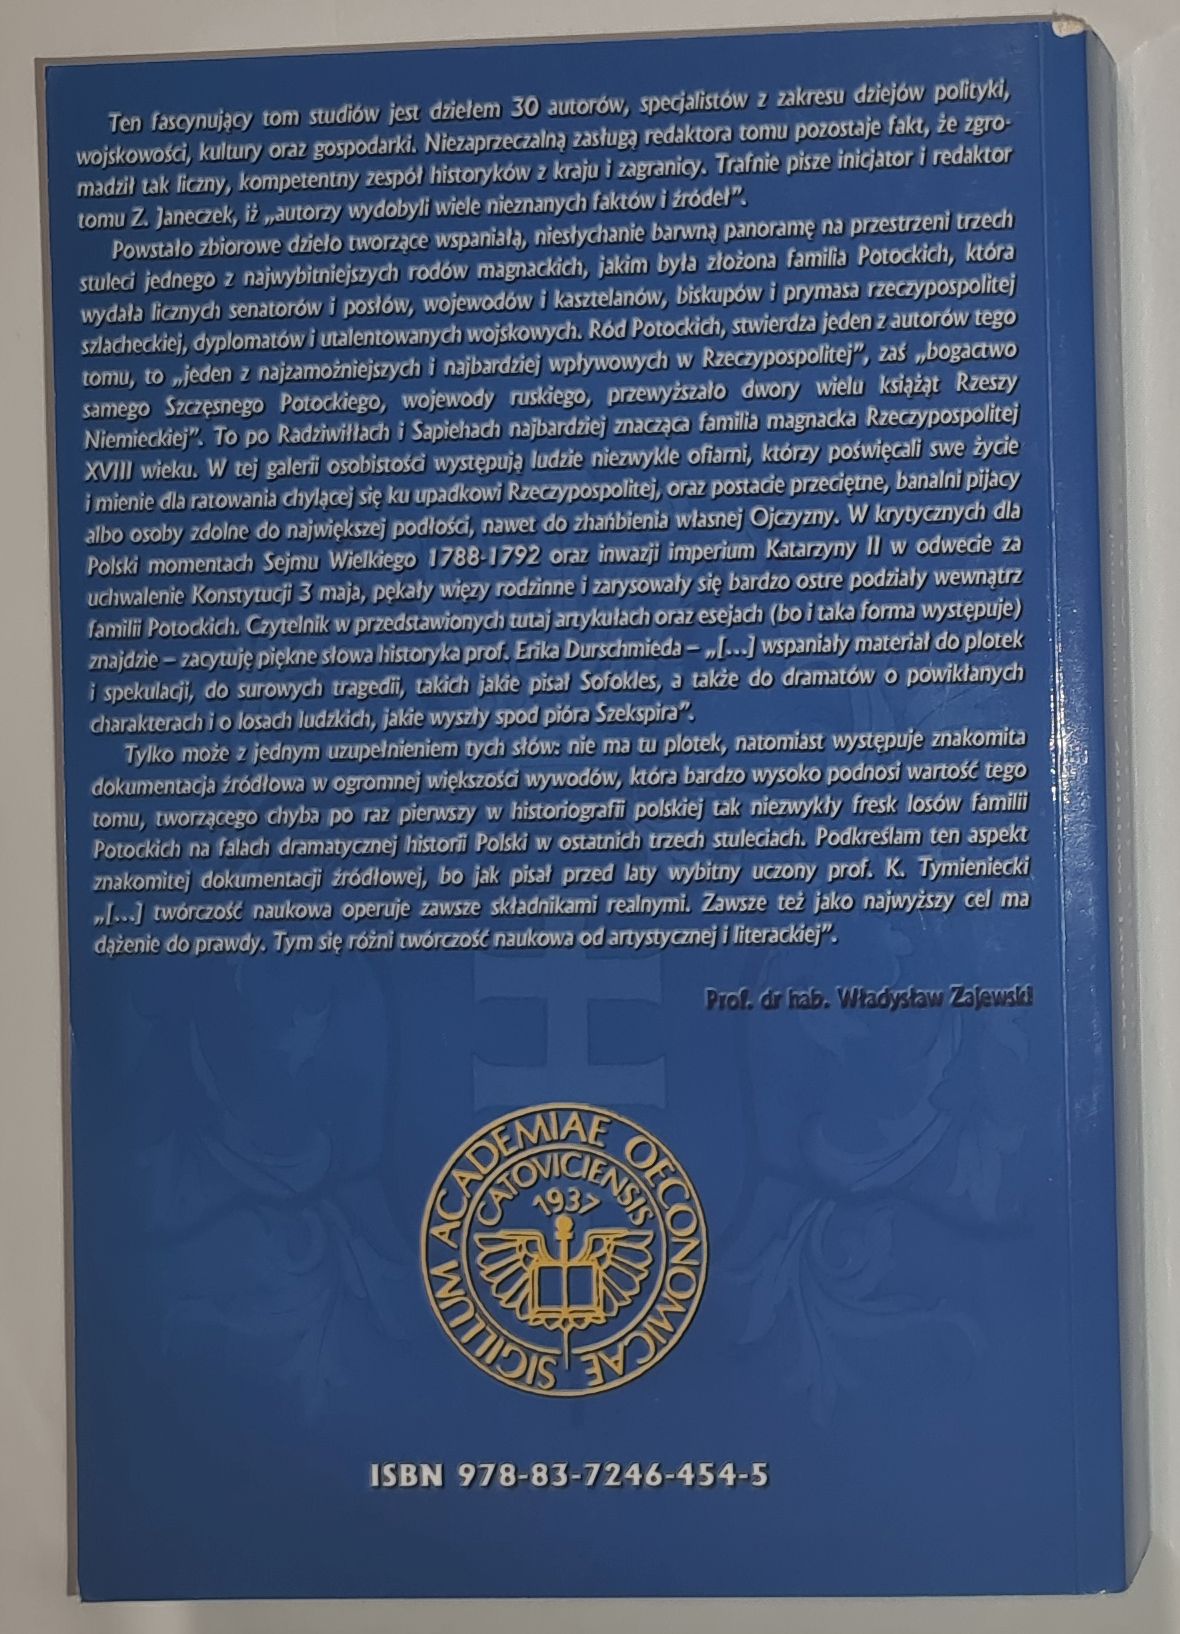 Ten fascynujący tom studiów jest dziełem 30 autorów, specjalistów z zakresu dziejów polityki,
wojskowości, kultury oraz gospodarki. Niezaprzeczalną zasługą redaktora tomu pozostaje fakt, że zgro-
madził tak liczny, kompetentny zespół historyków z kraju i zagranicy. Trafnie pisze inicjator i redaktor
tomu Z. Janeczek, iż „autorzy wydobyli wiele nieznanych faktów i źródeł”.
Powstało zbiorowe dzieło tworzące wspaniałą, niesłychanie barwną panoramę na przestrzeni trzech
stuleci jednego z najwybitniejszych rodów magnackich, jakim była złożona familia Potockich, która
wydała licznych senatorów i posłów, wojewodów i kasztelanów, biskupów i prymasa rzeczypospolitej
szlacheckiej, dyplomatów i utalentowanych wojskowych. Ród Potockich, stwierdza jeden z autorów tego
tomu, to „jeden z najzamożniejszych i najbardziej wpływowych w Rzeczypospolitej”, zaś „bogactwo
samego Szczęsnego Potockiego, wojewody ruskiego, przewyższało dwory wielu książąt Rzeszy
Niemieckiej”. To po Radziwiłłach i Sapiehach najbardziej znacząca familia magnacka Rzeczypospolitej
XVIII wieku. W tej galerii osobistości występują ludzie niezwykle ofiarni, którzy poświęcali swe życie
i mienie dla ratowania chylącej się ku upadkowi Rzeczypospolitej, oraz postacie przeciętne, banalni pijacy
albo osoby zdolne do największej podłości, nawet do zhańbienia własnej Ojczyzny. W krytycznych dla
Polski momentach Sejmu Wielkiego 1788-1792 oraz inwazji imperium Katarzyny II w odwecie za
uchwalenie Konstytucji 3 maja, pękały więzy rodzinne i zarysowały się bardzo ostre podziały wewnątrz
familii Potockich. Czytelnik w przedstawionych tutaj artykułach oraz esejach (bo i taka forma występuje)
znajdzie – zacytuję piękne słowa historyka prof. Erika Durschmieda – „[...] wspaniały materiał do plotek
i spekulacji, do surowych tragedii, takich jakie pisał Sofokles, a także do dramatów o powikłanych
charakterach i o losach ludzkich, jakie wyszły spod pióra Szekspira”.
Tylko może z jednym uzupełnieniem tych słów: nie ma tu plotek, natomiast występuje znakomita
dokumentacja źródłowa w ogromnej większości wywodów, która bardzo wysoko podnosi wartość tego
tomu, tworzącego chyba po raz pierwszy w historiografii polskiej tak niezwykły fresk losów familii
Potockich na falach dramatycznej historii Polski w ostatnich trzech stuleciach. Podkreślam ten aspekt
znakomitej dokumentacji źródłowej, bo jak pisał przed laty wybitny uczony prof. K. Tymieniecki
„[...] twórczość naukowa operuje zawsze składnikami realnymi. Zawsze też jako najwyższy cel ma
dążenie do prawdy. Tym się różni twórczość naukowa od artystycznej i literackiej”.
Prof. dr hab. Władysław Zajewski
SIGILLUM ACADEMIAE OECONOMICAE
CATOVICIENSIS
1937
ISBN 978-83-7246-454-5